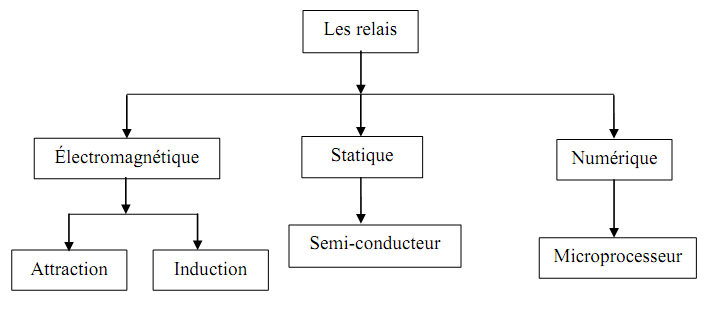 Les relais
Électromagnétique
Statique
Numérique
Attraction
Induction
Semi-conducteur
Microprocesseur